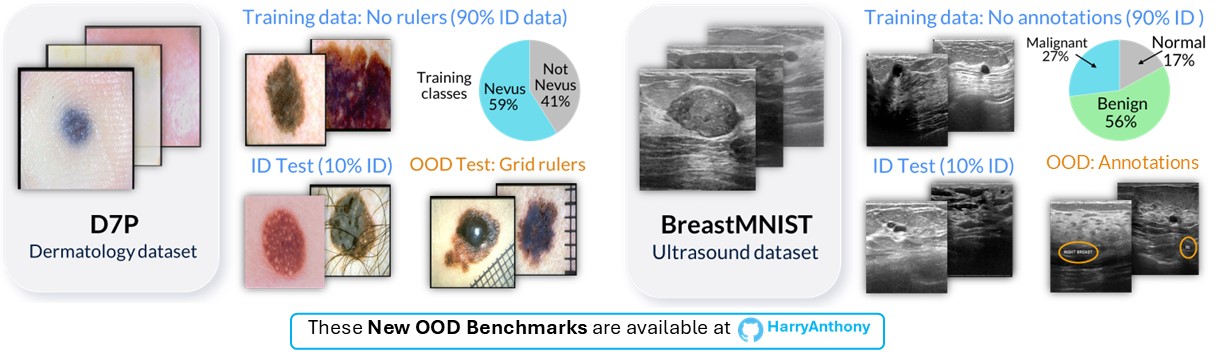 D7P
Dermatology dataset
Training data: No rulers (90% ID data)
Training
classes
Nevus
59%
Not
Nevus
41%
ID Test (10% ID)
OOD Test: Grid rulers
BreastMNIST
Ultrasound dataset
Training data: No annotations (90% ID )
Malignant
27%
Normal
17%
Benign
56%
ID Test (10% ID)
OOD: Annotations
RIGHT BREAST
These New OOD Benchmarks are available at HarryAnthony